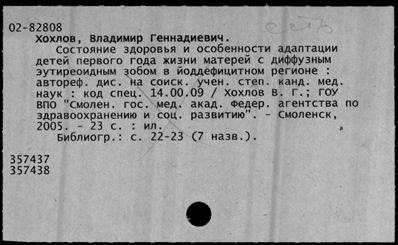 сеть
02-82808
Хохлов, Владимир Геннадиевич.
Состояние здоровья и особенности адаптации
детей первого года жизни матерей с диффузным
эутиреоидным зобом в йоддефицитном регионе :
автореф. дис. на соиск. учен. степ. канд. мед.
наук : код спец. 14.00.09 / Хохлов В. Г.; ГОУ
ВПО "Смолен. гос. мед. акад. Федер. агентства по
здравоохранению и соц. развитию". - Смоленск,
2005. - 23 с. : ил.
Библиогр.: с. 22-23 (7 назв.).
357437
357438